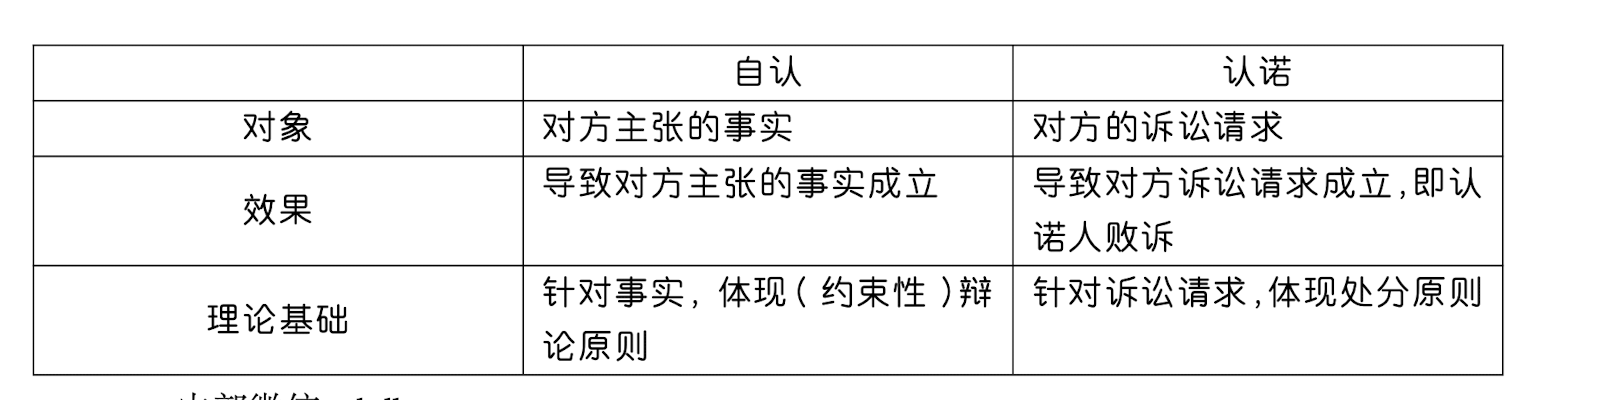 自认 认诺
对象 对方主张的事实 对方的诉讼请求
效果 导致对方主张的事实成立 导致对方诉讼请求成立,即认
诺人败诉
理论基础 针对事实，体现（约束性）辩 针对诉讼请求,体现处分原则
论原则